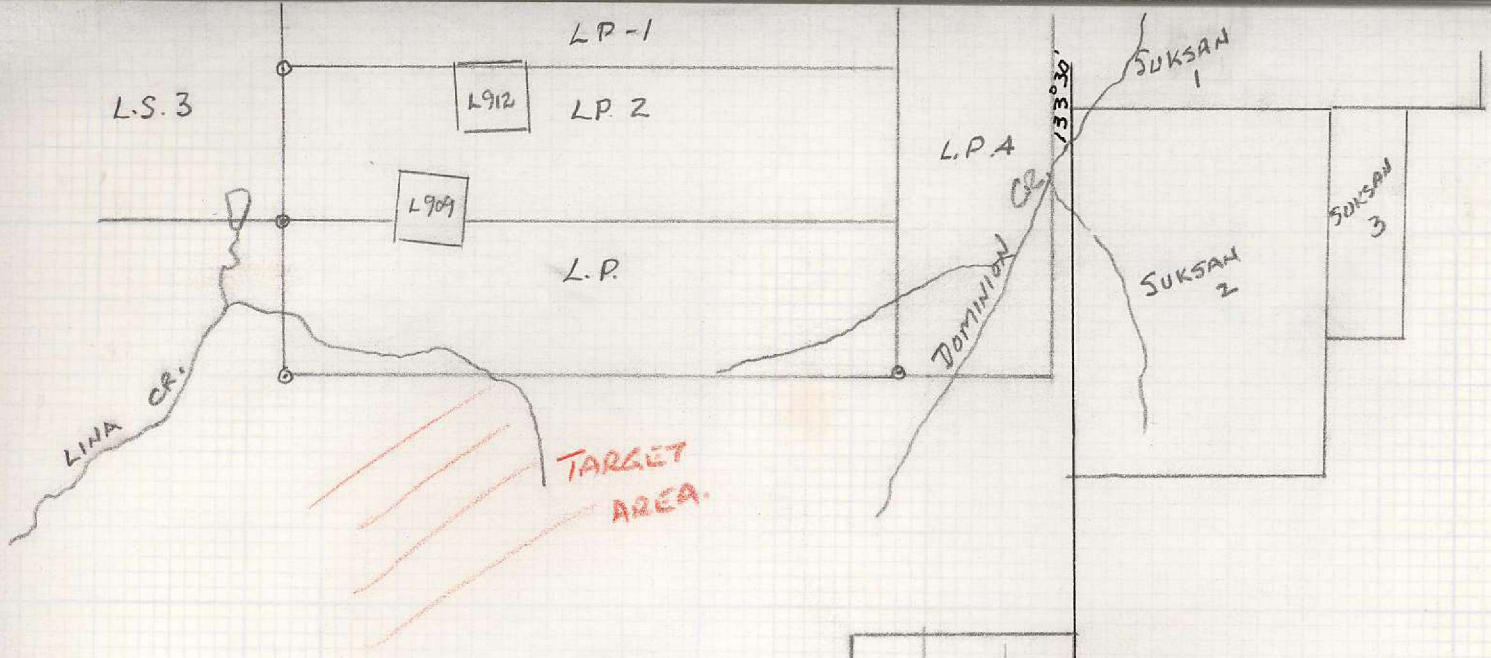 LP-1
SUKSAN
1
L.S. 3
L912
LP. 2
133°30'
L.P.4
L909
CR.
SUKSAN
3
L.P.
SUKSAN
2
DOMINION
LINA CR.
TARGET
AREA.